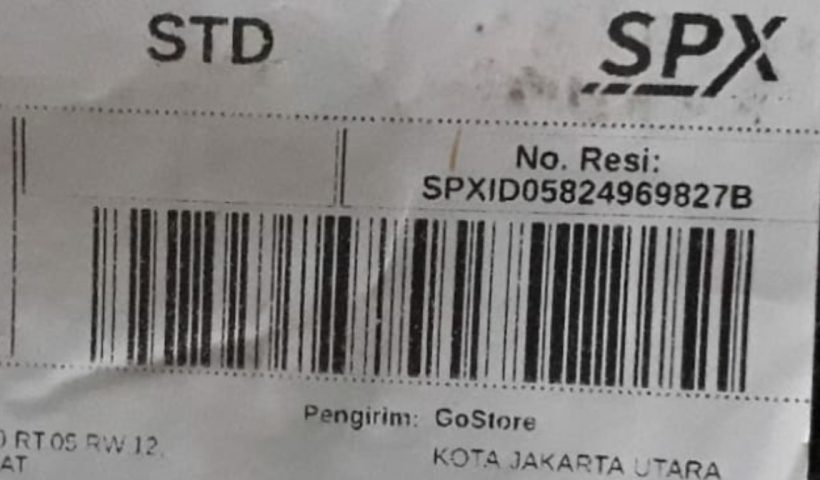 STD
SPX
No. Resi:
SPXID05824969827B
Pengirim: GoStore
KOTA JAKARTA UTARA
RT 05 RW 12,
AT